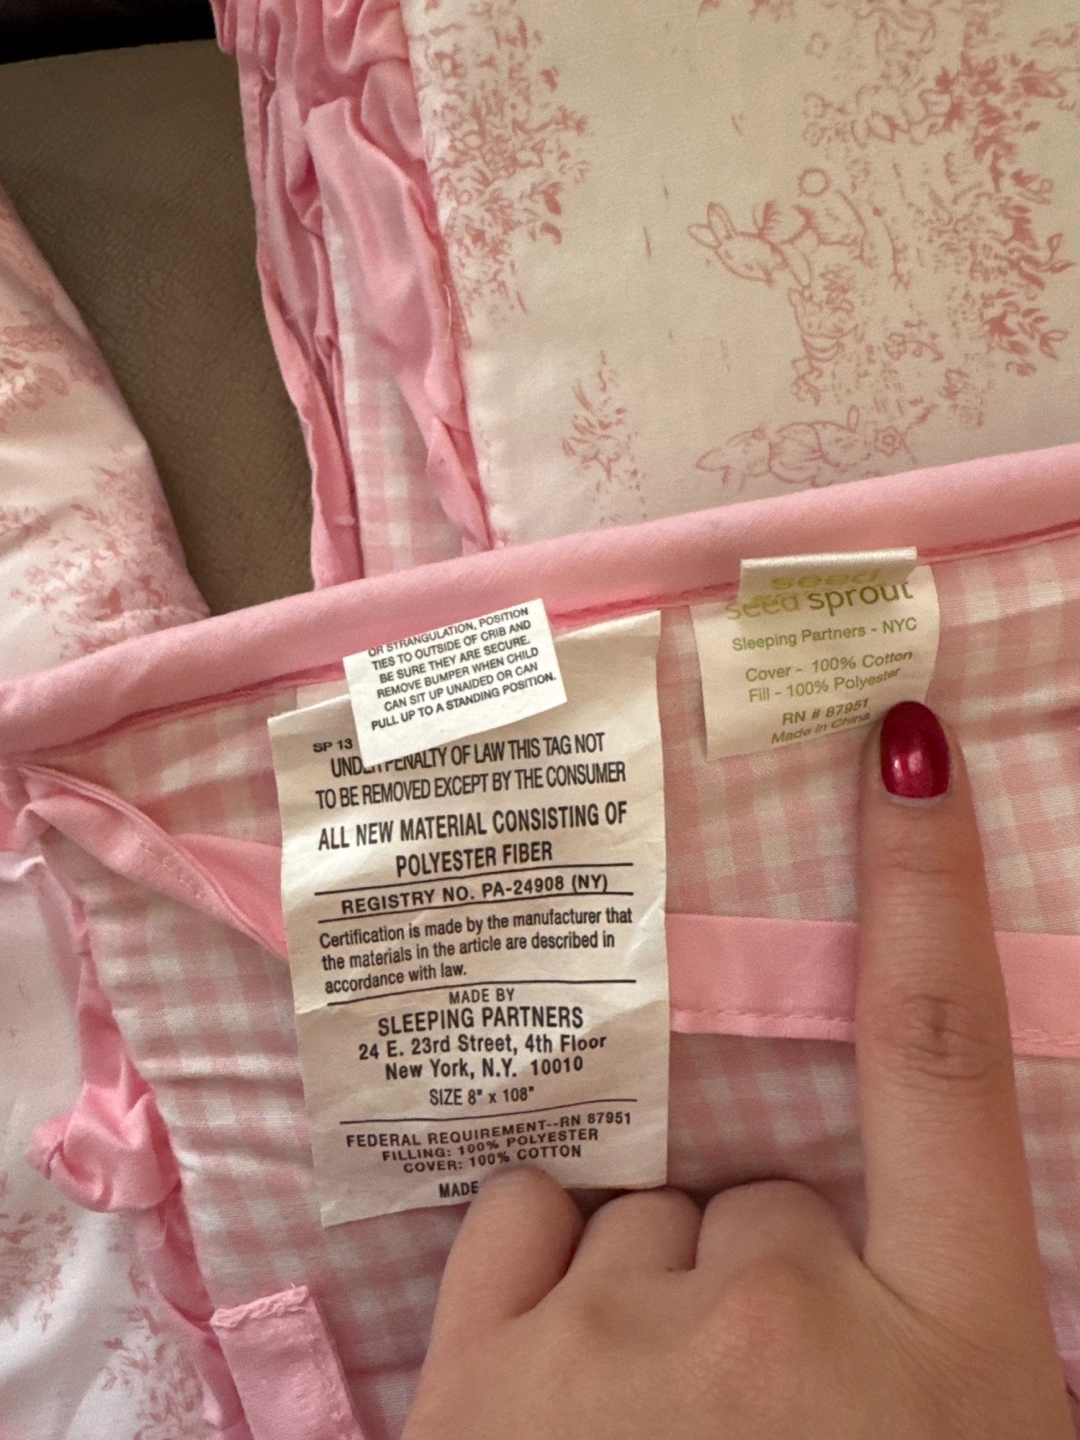 OR STRANGULATION, POSITION
TIES TO OUTSIDE OF CRIB AND
BE SURE THEY ARE SECURE.
REMOVE BUMPER WHEN CHILD
CAN SIT UP UNAIDED OR CAN
PULL UP TO A STANDING POSITION.
SP 13
UNDER PENALTY OF LAW THIS TAG NOT
TO BE REMOVED EXCEPT BY THE CONSUMER
ALL NEW MATERIAL CONSISTING OF
POLYESTER FIBER
REGISTRY NO. PA-24908 (NY)
Certification is made by the manufacturer that
the materials in the article are described in
accordance with law.
MADE BY
SLEEPING PARTNERS
24 E. 23rd Street, 4th Floor
New York, N.Y. 10010
SIZE 8" x 108"
FEDERAL REQUIREMENT--RN 87951
FILLING: 100% POLYESTER
COVER: 100% COTTON
MADE
seed
seed sprout
Sleeping Partners - NYC
Cover - 100% Cotton
Fill - 100% Polyester
RN # 87951
Made in China